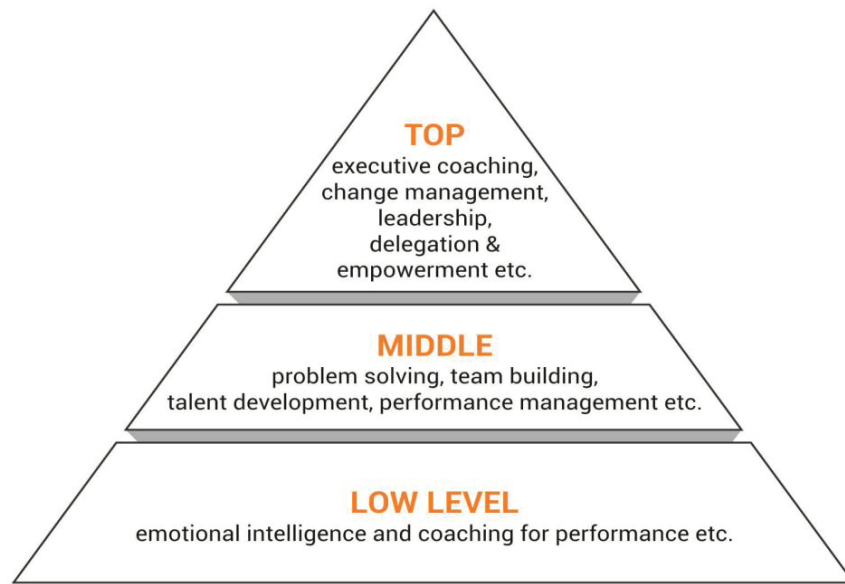 TOP
executive coaching,
change management,
leadership,
delegation &
empowerment etc.
MIDDLE
problem solving, team building,
talent development, performance management etc.
LOW LEVEL
emotional intelligence and coaching for performance etc.